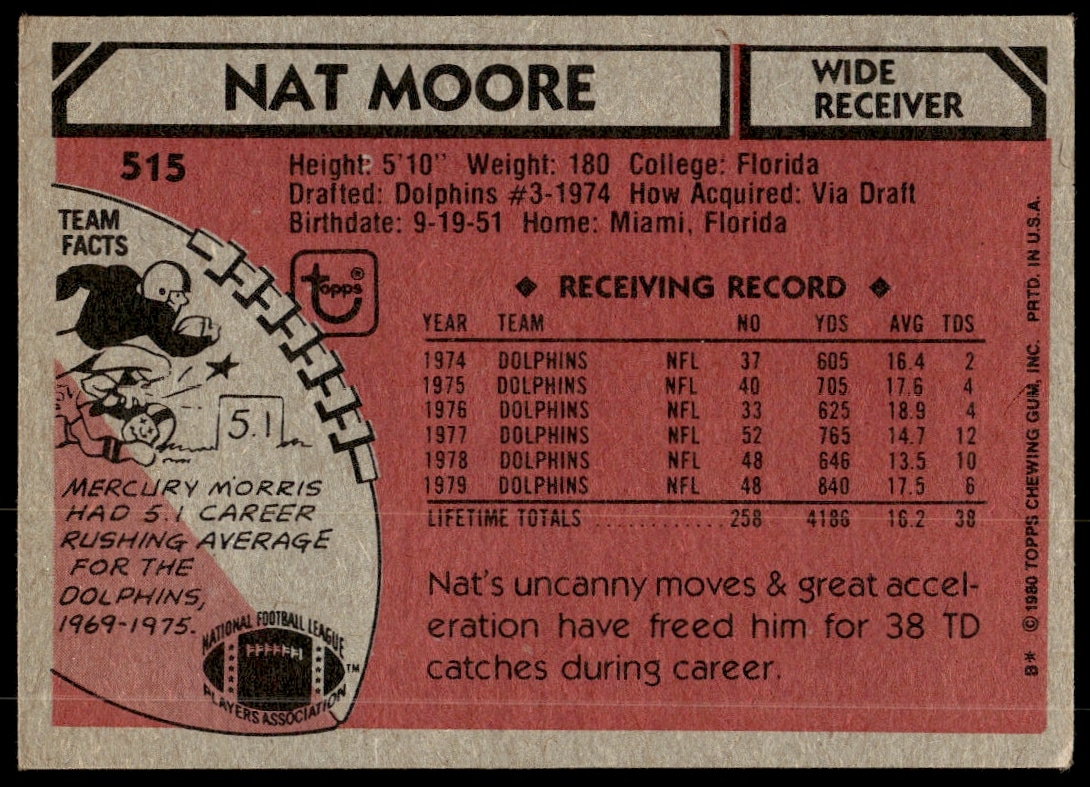 NAT MOORE
WIDE
RECEIVER
515
Height: 5'10" Weight: 180 College: Florida
Drafted: Dolphins #3-1974 How Acquired: Via Draft
Birthdate: 9-19-51 Home: Miami, Florida
TEAM
FACTS
topps®
5.1
MERCURY MORRIS
HAD 5.1 CAREER
RUSHING AVERAGE
FOR THE
DOLPHINS,
1969-1975.
NATIONAL FOOTBALL LEAGUE
PLAYERS ASSOCIATION
TM
◆ RECEIVING RECORD ◆
YEAR TEAM NO YDS AVG TDS
1974 DOLPHINS NFL 37 605 16.4 2
1975 DOLPHINS NFL 40 705 17.6 4
1976 DOLPHINS NFL 33 625 18.9 4
1977 DOLPHINS NFL 52 765 14.7 12
1978 DOLPHINS NFL 48 646 13.5 10
1979 DOLPHINS NFL 48 840 17.5 6
LIFETIME TOTALS ............ 258 4186 16.2 38
Nat's uncanny moves & great accel-
eration have freed him for 38 TD
catches during career.
B* © 1980 TOPPS CHEWING GUM, INC. PRTD. IN U.S.A.